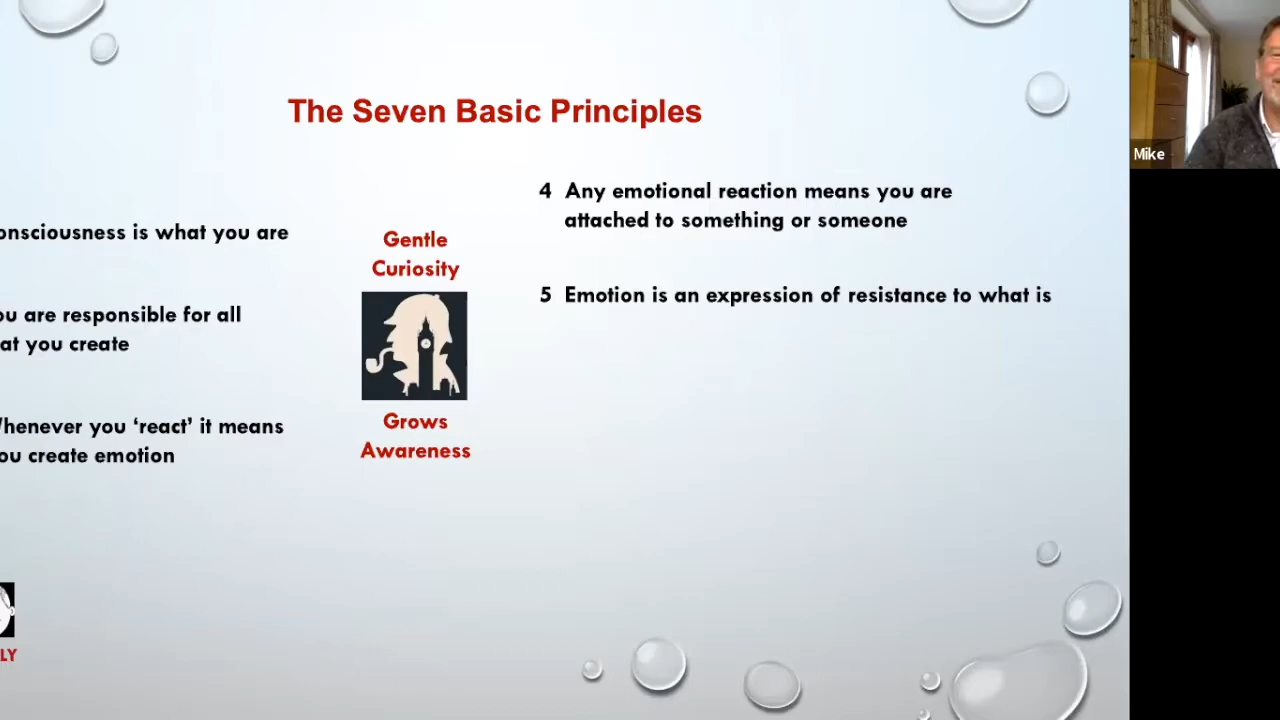 The Seven Basic Principles
onsciousness is what you are
ou are responsible for all
at you create
Whenever you ‘react’ it means
ou create emotion
Gentle
Curiosity
Grows
Awareness
4 Any emotional reaction means you are
attached to something or someone
5 Emotion is an expression of resistance to what is
LY
Mike